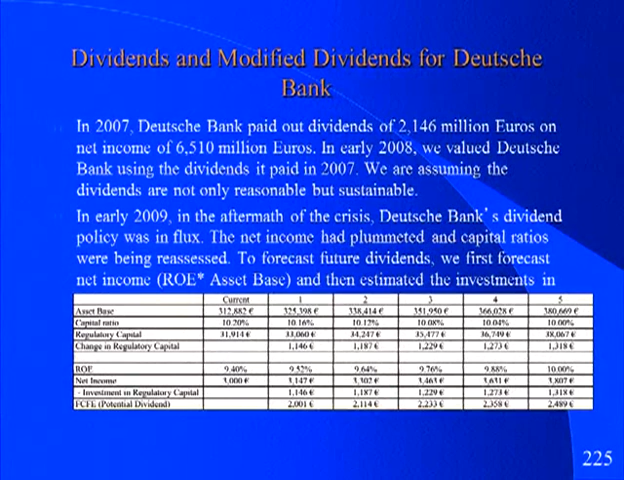 Dividends and Modified Dividends for Deutsche
Bank
In 2007, Deutsche Bank paid out dividends of 2,146 million Euros on
net income of 6,510 million Euros. In early 2008, we valued Deutsche
Bank using the dividends it paid in 2007. We are assuming the
dividends are not only reasonable but sustainable.
In early 2009, in the aftermath of the crisis, Deutsche Bank's dividend
policy was in flux. The net income had plummeted and capital ratios
were being reassessed. To forecast future dividends, we first forecast
net income (ROE* Asset Base) and then estimated the investments in
Current 1 2 3 4 5
Asset Base 312,882 € 325,398 € 338,414 € 351,950 € 366,028 € 380,669 €
Capital ratio 10.20% 10.16% 10.12% 10.08% 10.04% 10.00%
Regulatory Capital 31,914 € 33,060 € 34,247 € 35,477 € 36,749 € 38,067 €
Change in Regulatory Capital 1,146 € 1,187 € 1,229 € 1,273 € 1,318 €
ROE 9.40% 9.52% 9.64% 9.76% 9.88% 10.00%
Net Income 3,000 € 3,147 € 3,302 € 3,463 € 3,631 € 3,807 €
- Investment in Regulatory Capital 1,146 € 1,187 € 1,229 € 1,273 € 1,318 €
FCFE (Potential Dividend) 2,001 € 2,114 € 2,233 € 2,358 € 2,489 €
225